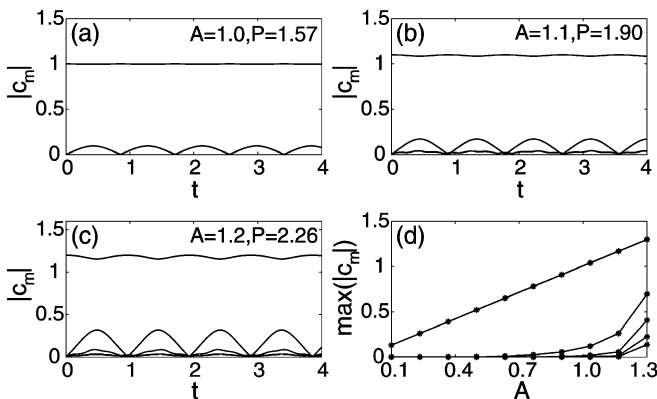 (a) A=1.0,P=1.57
1.5
1
0.5
0
|c_m|
0 1 2 3 4
t
(b) A=1.1,P=1.90
1.5
1
0.5
0
|c_m|
0 1 2 3 4
t
(c) A=1.2,P=2.26
1.5
1
0.5
0
|c_m|
0 1 2 3 4
t
(d)
1.5
1
0.5
0
max(|c_m|)
0.1 0.4 0.7 1.0 1.3
A